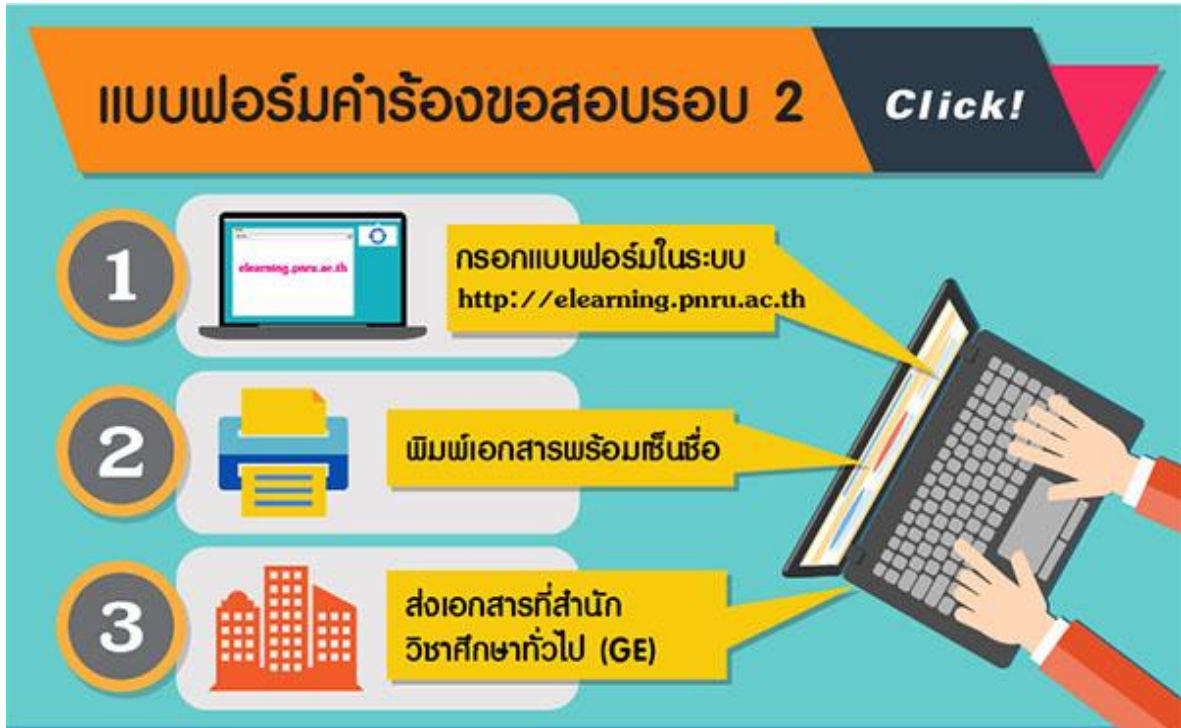 แบบฟอร์มคำร้องขอสอบรอบ 2
Click!
1
elearning.pnru.ac.th
กรอกแบบฟอร์มในระบบ
http://elearning.pnru.ac.th
2
พิมพ์เอกสารพร้อมเซ็นชื่อ
3
ส่งเอกสารที่สำนัก
วิชาศึกษาทั่วไป (GE)